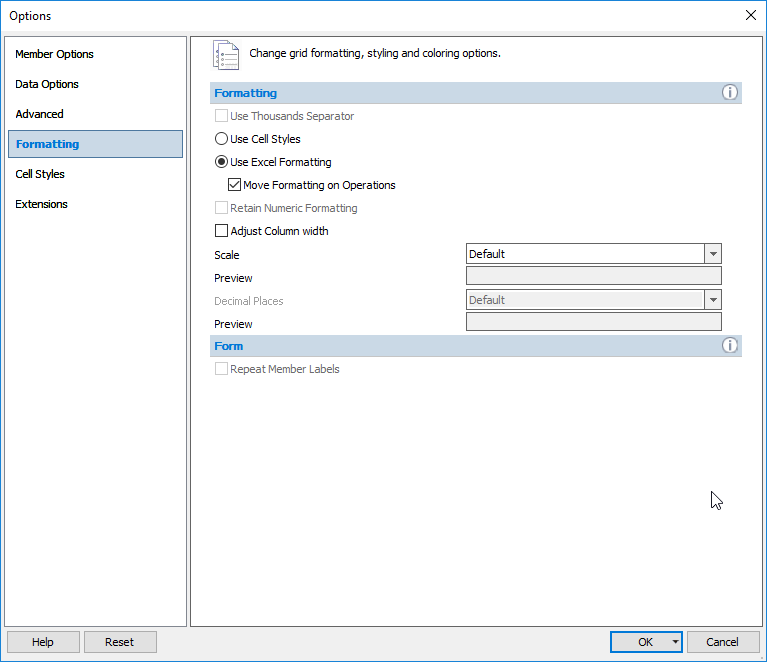 Options
Member Options
Data Options
Advanced
Formatting
Cell Styles
Extensions
Change grid formatting, styling and coloring options.
Formatting
Use Thousands Separator
Use Cell Styles
Use Excel Formatting
Move Formatting on Operations
Retain Numeric Formatting
Adjust Column width
Scale Default
Preview
Decimal Places Default
Preview
Form
Repeat Member Labels
Help Reset OK Cancel